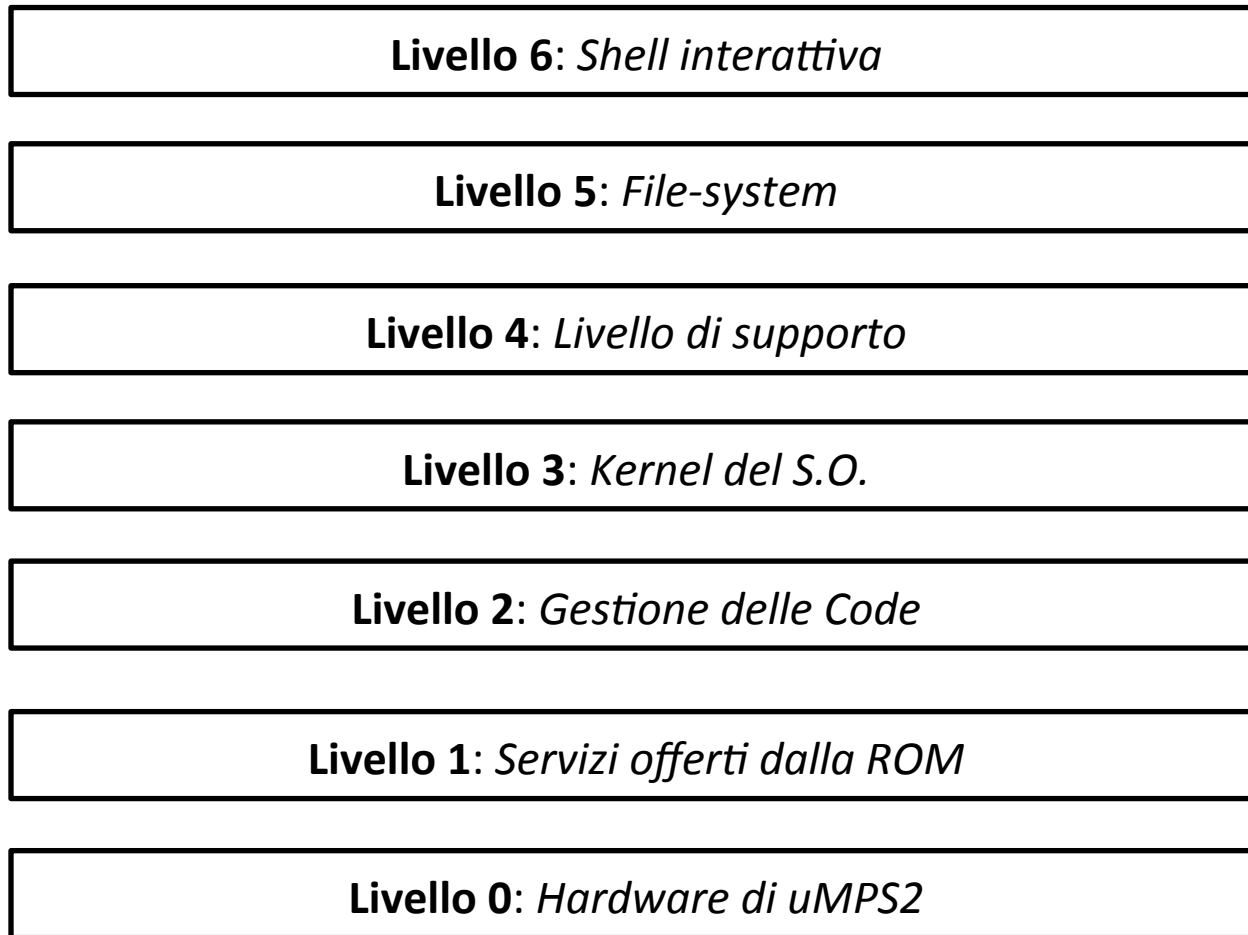 Livello 6: Shell interattiva
Livello 5: File-system
Livello 4: Livello di supporto
Livello 3: Kernel del S.O.
Livello 2: Gestione delle Code
Livello 1: Servizi offerti dalla ROM
Livello 0: Hardware di uMPS2